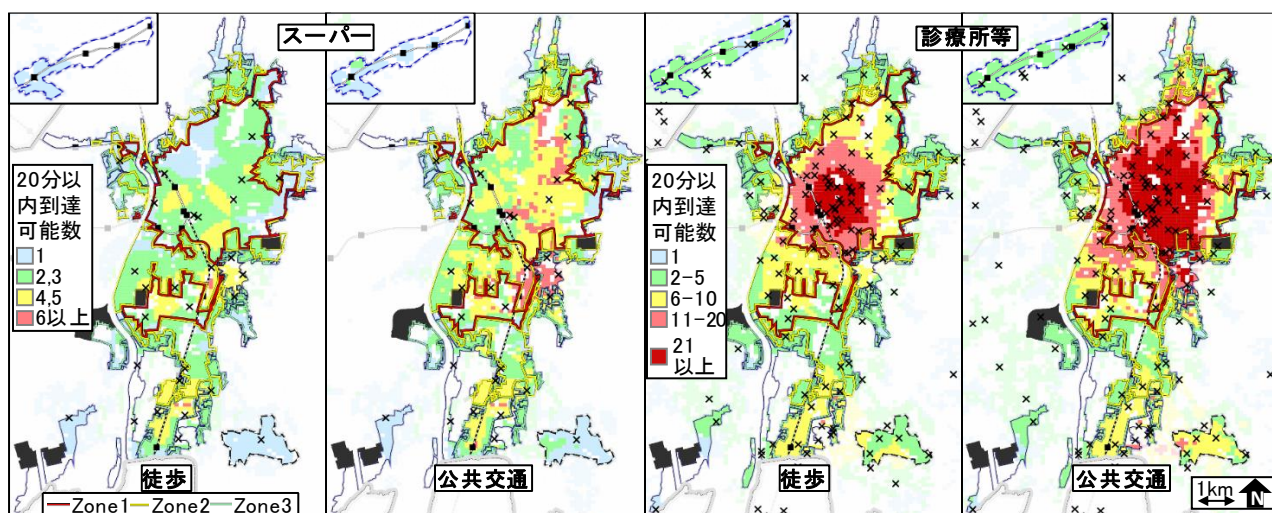 スーパー
診療所等
20分以
内到達
可能数
1
2,3
4,5
6以上
20分以
内到達
可能数
1
2-5
6-10
11-20
21
以上
徒歩
公共交通
徒歩
公共交通
Zone1 Zone2 Zone3
1km
N